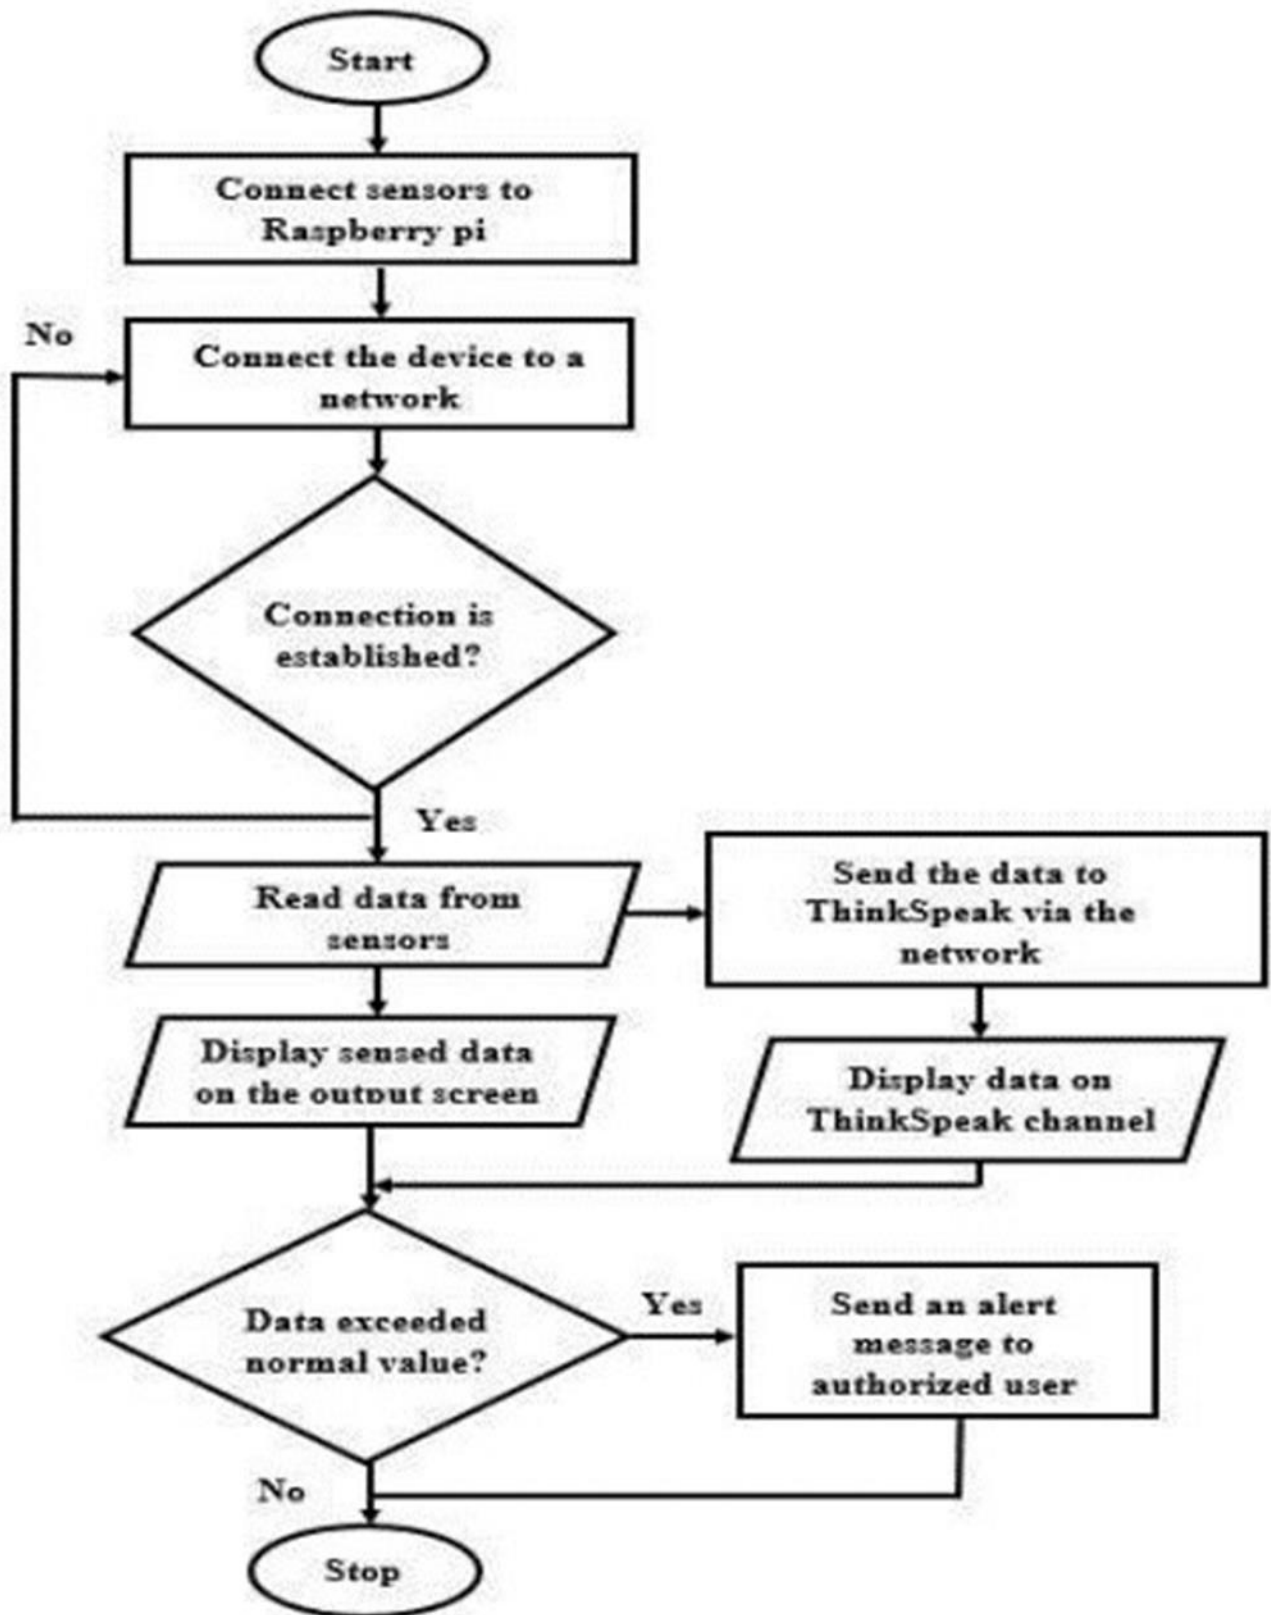 Start
Connect sensors to
Raspberry pi
No
Connect the device to a
network
Connection is
established?
Yes
Read data from
sensors
Send the data to
ThinkSpeak via the
network
Display sensed data
on the output screen
Display data on
ThinkSpeak channel
Data exceeded
normal value?
Yes
Send an alert
message to
authorized user
No
Stop